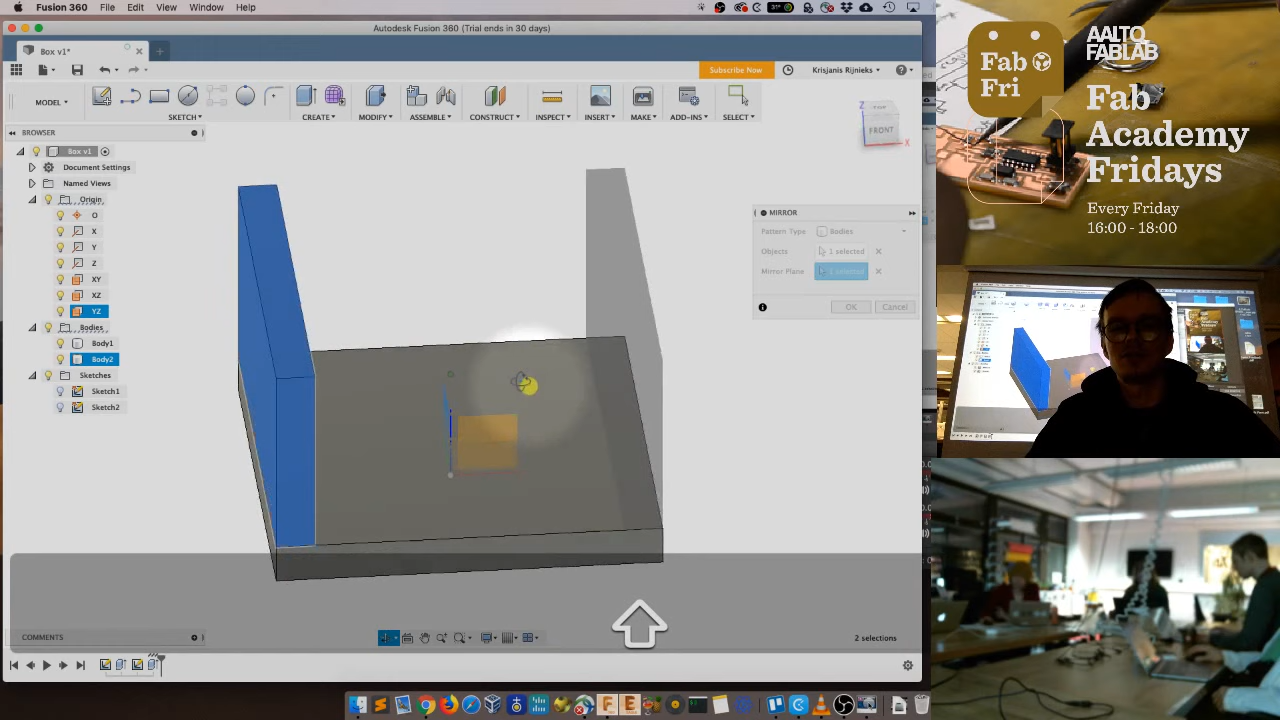 Fusion 360 File Edit View Window Help
Autodesk Fusion 360 (Trial ends in 30 days)
Box v1*
Subscribe Now
Krisjanis Rijnieks
MODEL
SKETCH
CREATE
MODIFY
ASSEMBLE
CONSTRUCT
INSPECT
INSERT
MAKE
ADD-INS
SELECT
BROWSER
Box v1
Document Settings
Named Views
Origin
O
X
Y
Z
XY
XZ
YZ
Bodies
Body1
Body2
Sketches
Sketch1
Sketch2
Z
FRONT
X
MIRROR
Pattern Type Bodies
Objects 1 selected
Mirror Plane 1 selected
OK Cancel
COMMENTS
2 selections
Fab
Fri
AALTO
FABLAB
Fab
Academy
Fridays
Every Friday
16:00 - 18:00